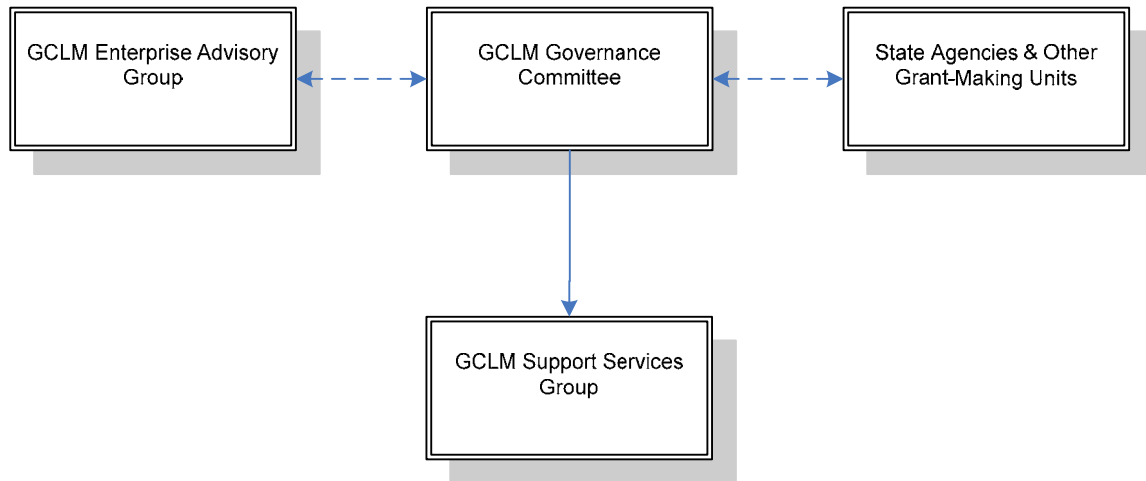 GCLM Enterprise Advisory
Group
GCLM Governance
Committee
State Agencies & Other
Grant-Making Units
GCLM Support Services
Group